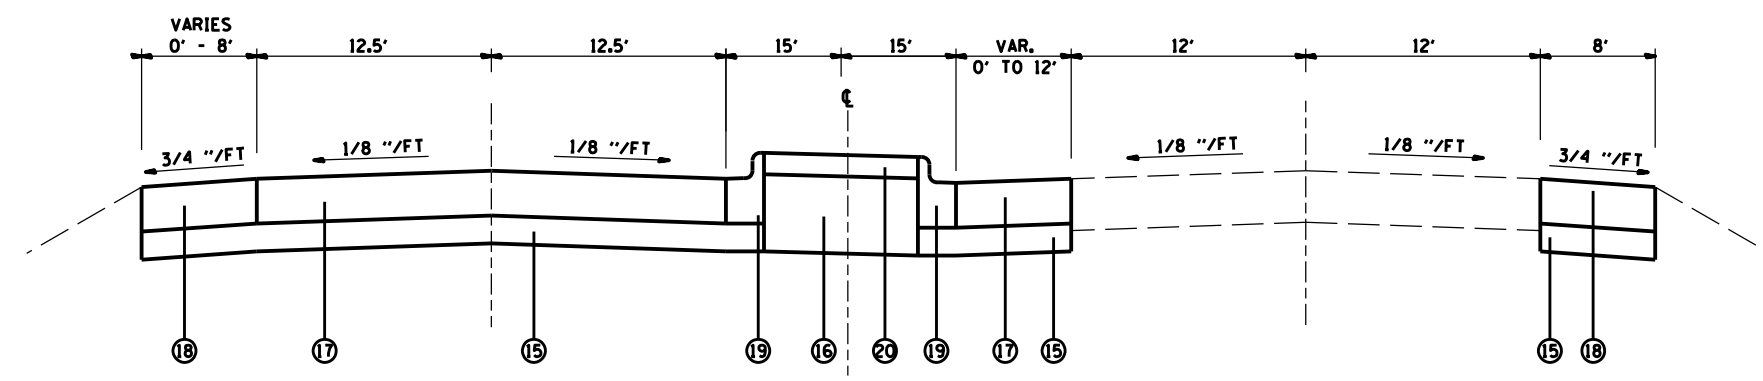 VARIES
0' - 8' 12.5' 12.5' 15' 15' VAR. 12' 12' 8'
0' TO 12'
℄
3/4 "/FT 1/8 "/FT 1/8 "/FT 1/8 "/FT 1/8 "/FT 3/4 "/FT
18 17 15 19 16 20 19 17 15 15 18